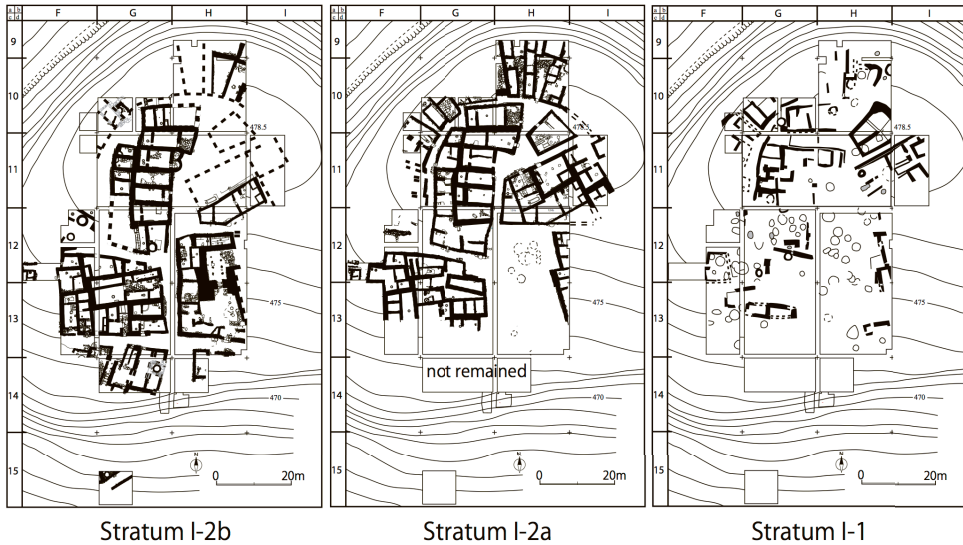 a b
c d
F G H I
9
10
11
12
13
14
15
478.5
475
470
N
0 20m
Stratum I-2b
a b
c d
F G H I
9
10
11
12
13
14
15
478.5
475
not remained
470
N
0 20m
Stratum I-2a
a b
c d
F G H I
9
10
11
12
13
14
15
478.5
475
470
N
0 20m
Stratum I-1